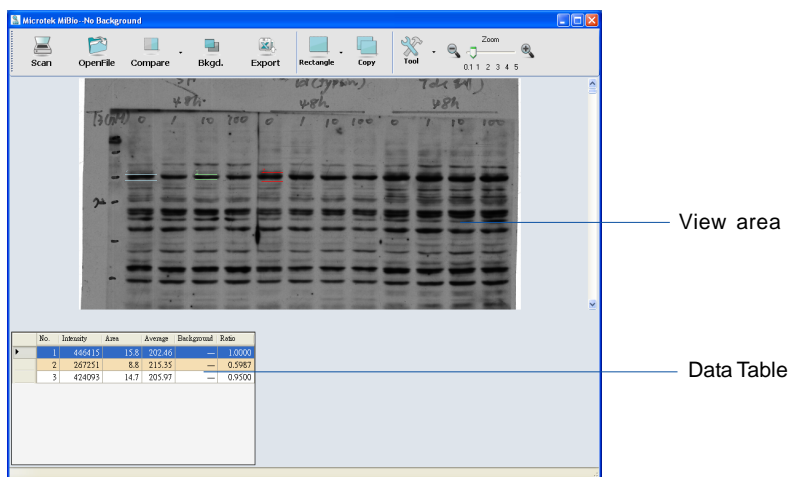 Microtek MiBio--No Background
Scan OpenFile Compare Bkgd. Export Rectangle Copy Tool Zoom
0.1 1 2 3 4 5
48h 48h 48h
0 1 10 100 0 1 10 100 0 1 10 100
View area
No. Intensity Area Average Background Ratio
1 446415 15.8 202.46 — 1.0000
2 267251 8.8 215.35 — 0.5987
3 424093 14.7 205.97 — 0.9500
Data Table